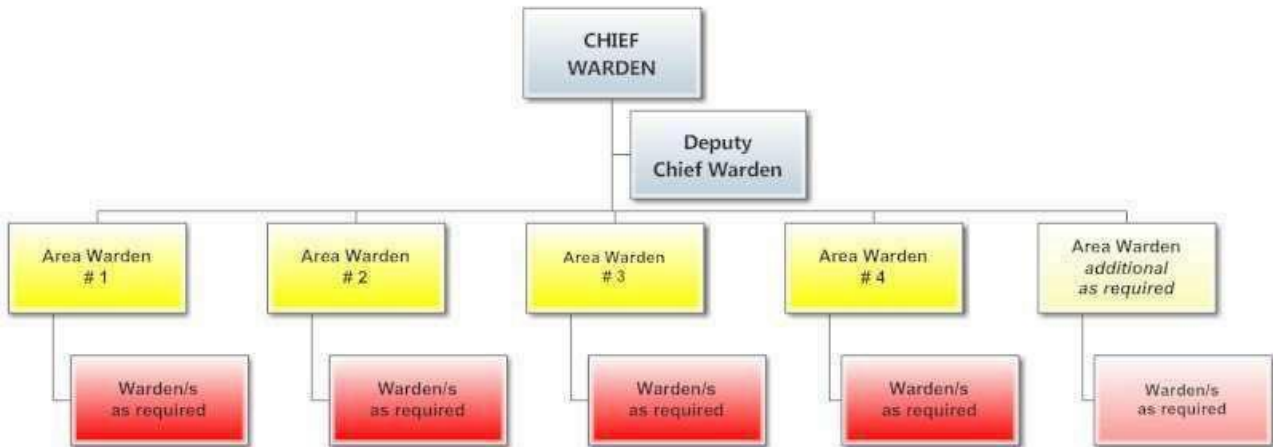 CHIEF
WARDEN
Deputy
Chief Warden
Area Warden
# 1
Area Warden
# 2
Area Warden
# 3
Area Warden
# 4
Area Warden
additional
as required
Warden/s
as required
Warden/s
as required
Warden/s
as required
Warden/s
as required
Warden/s
as required